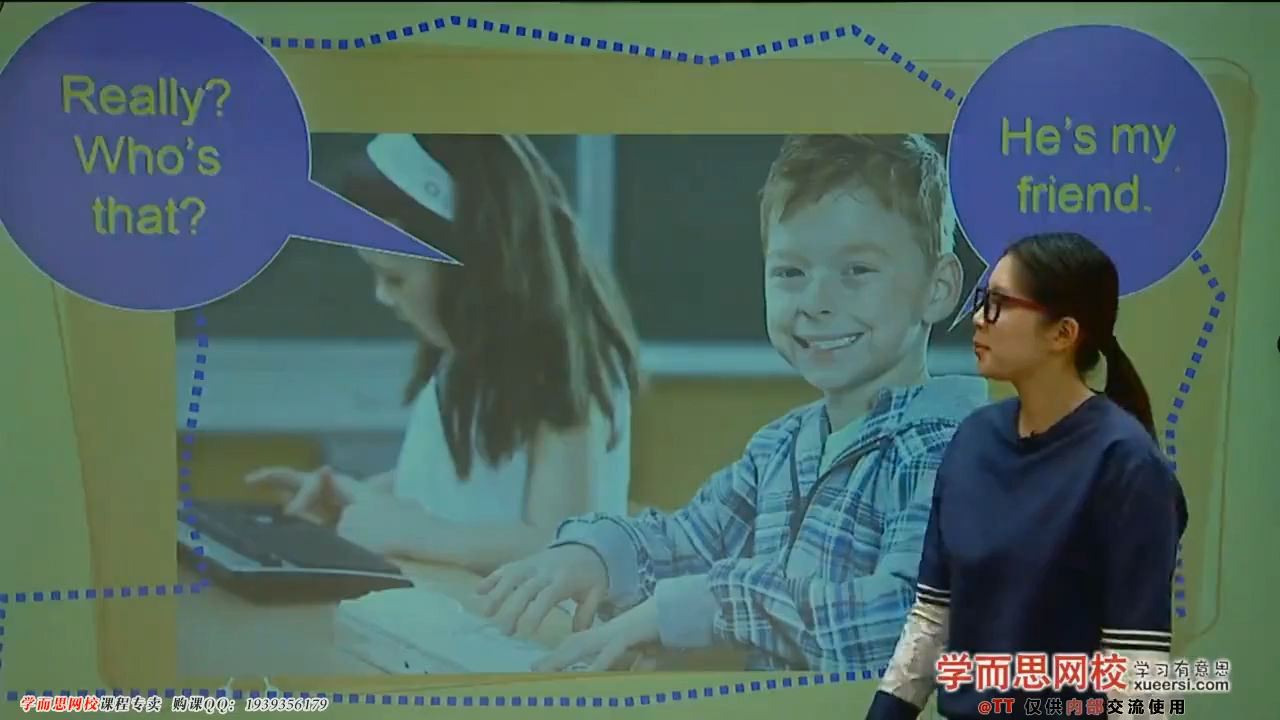 Really?
Who's
that?
He's my
friend.
学而思网校
学习有意思
xueersi.com
学而思网校课程专卖 购课QQ: 1939356179
@TT 仅供内部交流使用